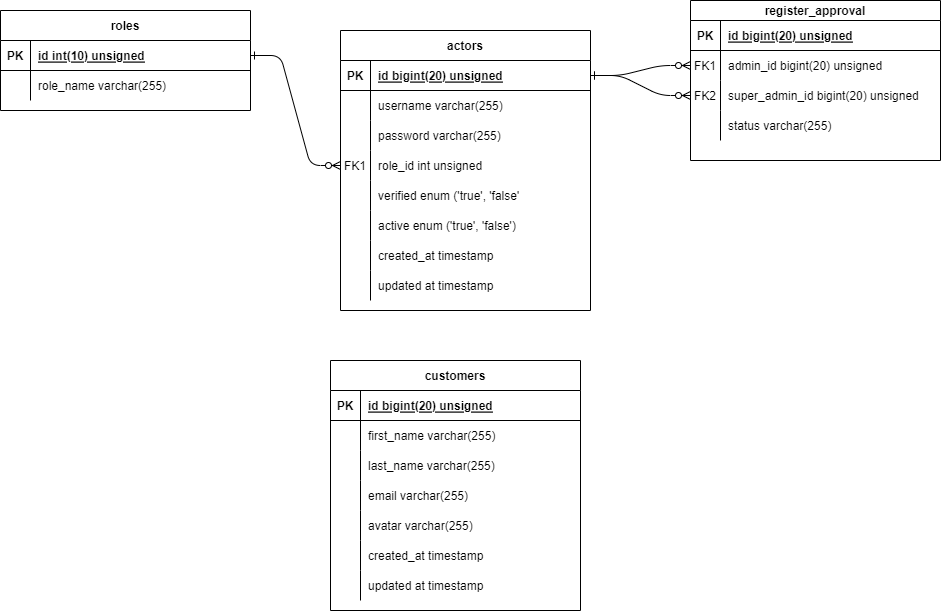 roles
PK id int(10) unsigned
role_name varchar(255)
actors
PK id bigint(20) unsigned
username varchar(255)
password varchar(255)
FK1 role_id int unsigned
verified enum ('true', 'false'
active enum ('true', 'false')
created_at timestamp
updated at timestamp
register_approval
PK id bigint(20) unsigned
FK1 admin_id bigint(20) unsigned
FK2 super_admin_id bigint(20) unsigned
status varchar(255)
customers
PK id bigint(20) unsigned
first_name varchar(255)
last_name varchar(255)
email varchar(255)
avatar varchar(255)
created_at timestamp
updated at timestamp